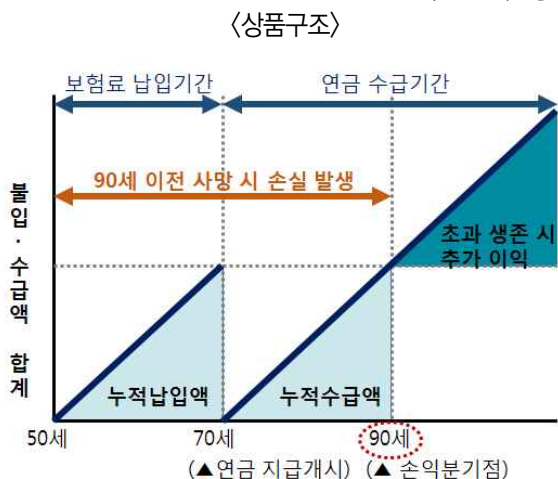 〈상품구조〉
보험료 납입기간
연금 수급기간
90세 이전 사망 시 손실 발생
불입·수급액 합계
초과 생존 시
추가 이익
누적납입액
누적수급액
50세
70세
90세
(▲연금 지급개시)
(▲ 손익분기점)